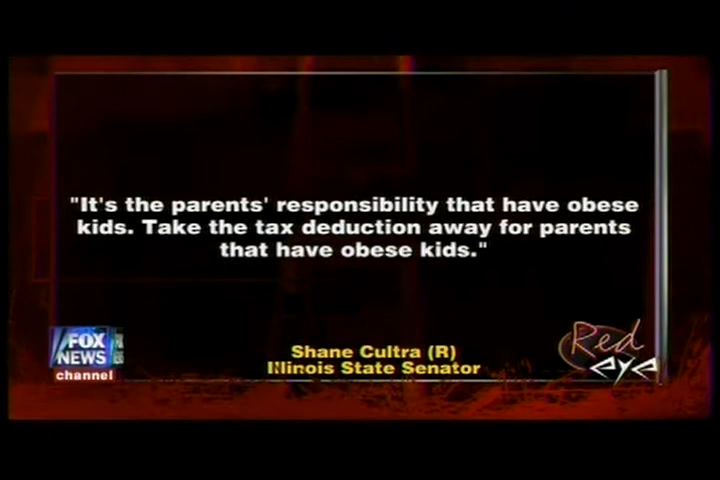 "It's the parents' responsibility that have obese
kids. Take the tax deduction away for parents
that have obese kids."
Shane Cultra (R)
Illinois State Senator
FOX
NEWS
channel
Red
eye